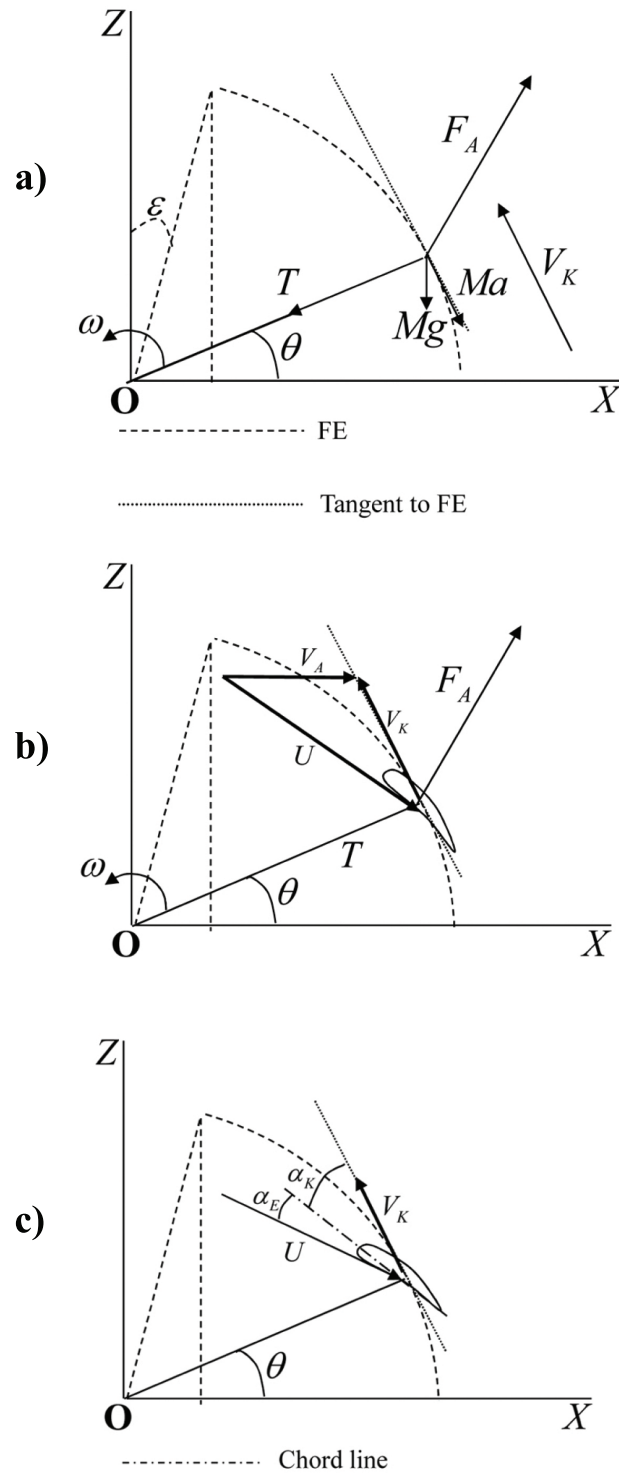 a)
Z
ε
F_A
V_K
T
Ma
Mg
ω
θ
O
X
FE
Tangent to FE
b)
Z
V_A
F_A
V_K
U
T
ω
θ
O
X
c)
Z
α_K
α_E
V_K
U
θ
O
X
Chord line